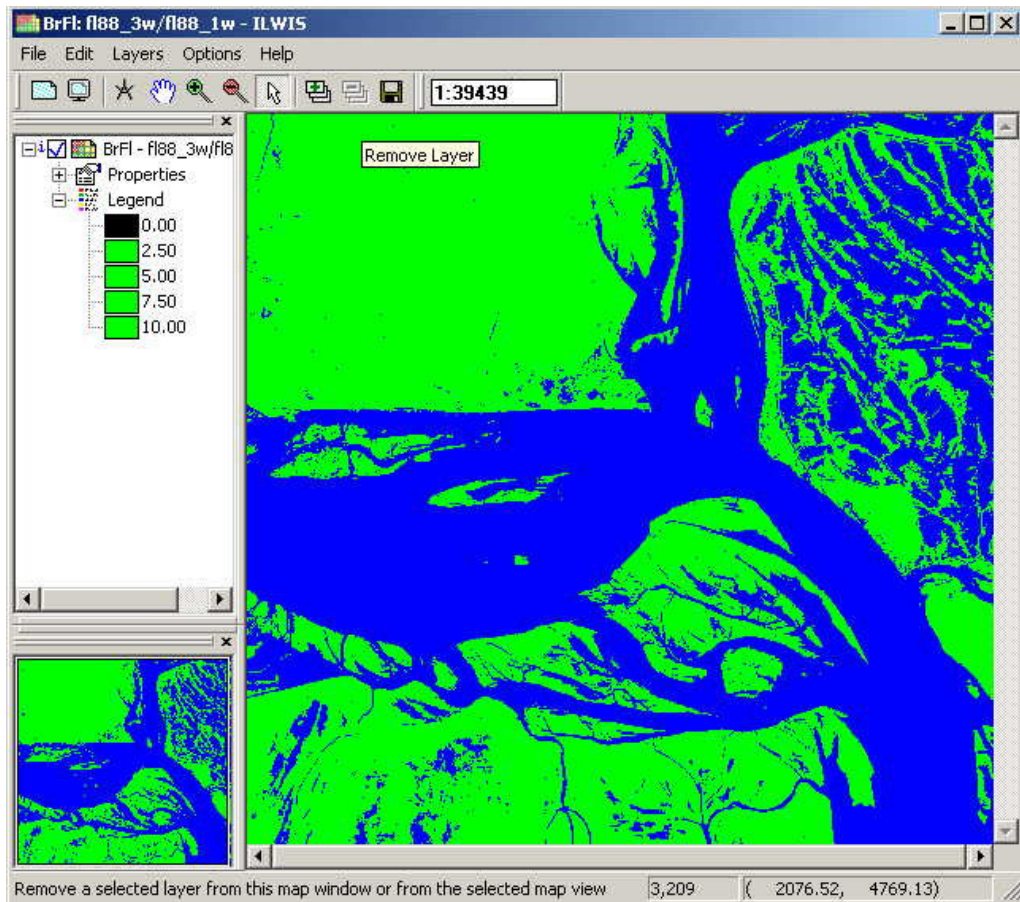 BrFl: fl88_3w/fl88_1w - ILWIS
File Edit Layers Options Help
1:39439
BrFl - fl88_3w/fl8
Properties
Legend
0.00
2.50
5.00
7.50
10.00
Remove Layer
Remove a selected layer from this map window or from the selected map view 3,209 ( 2076.52, 4769.13)